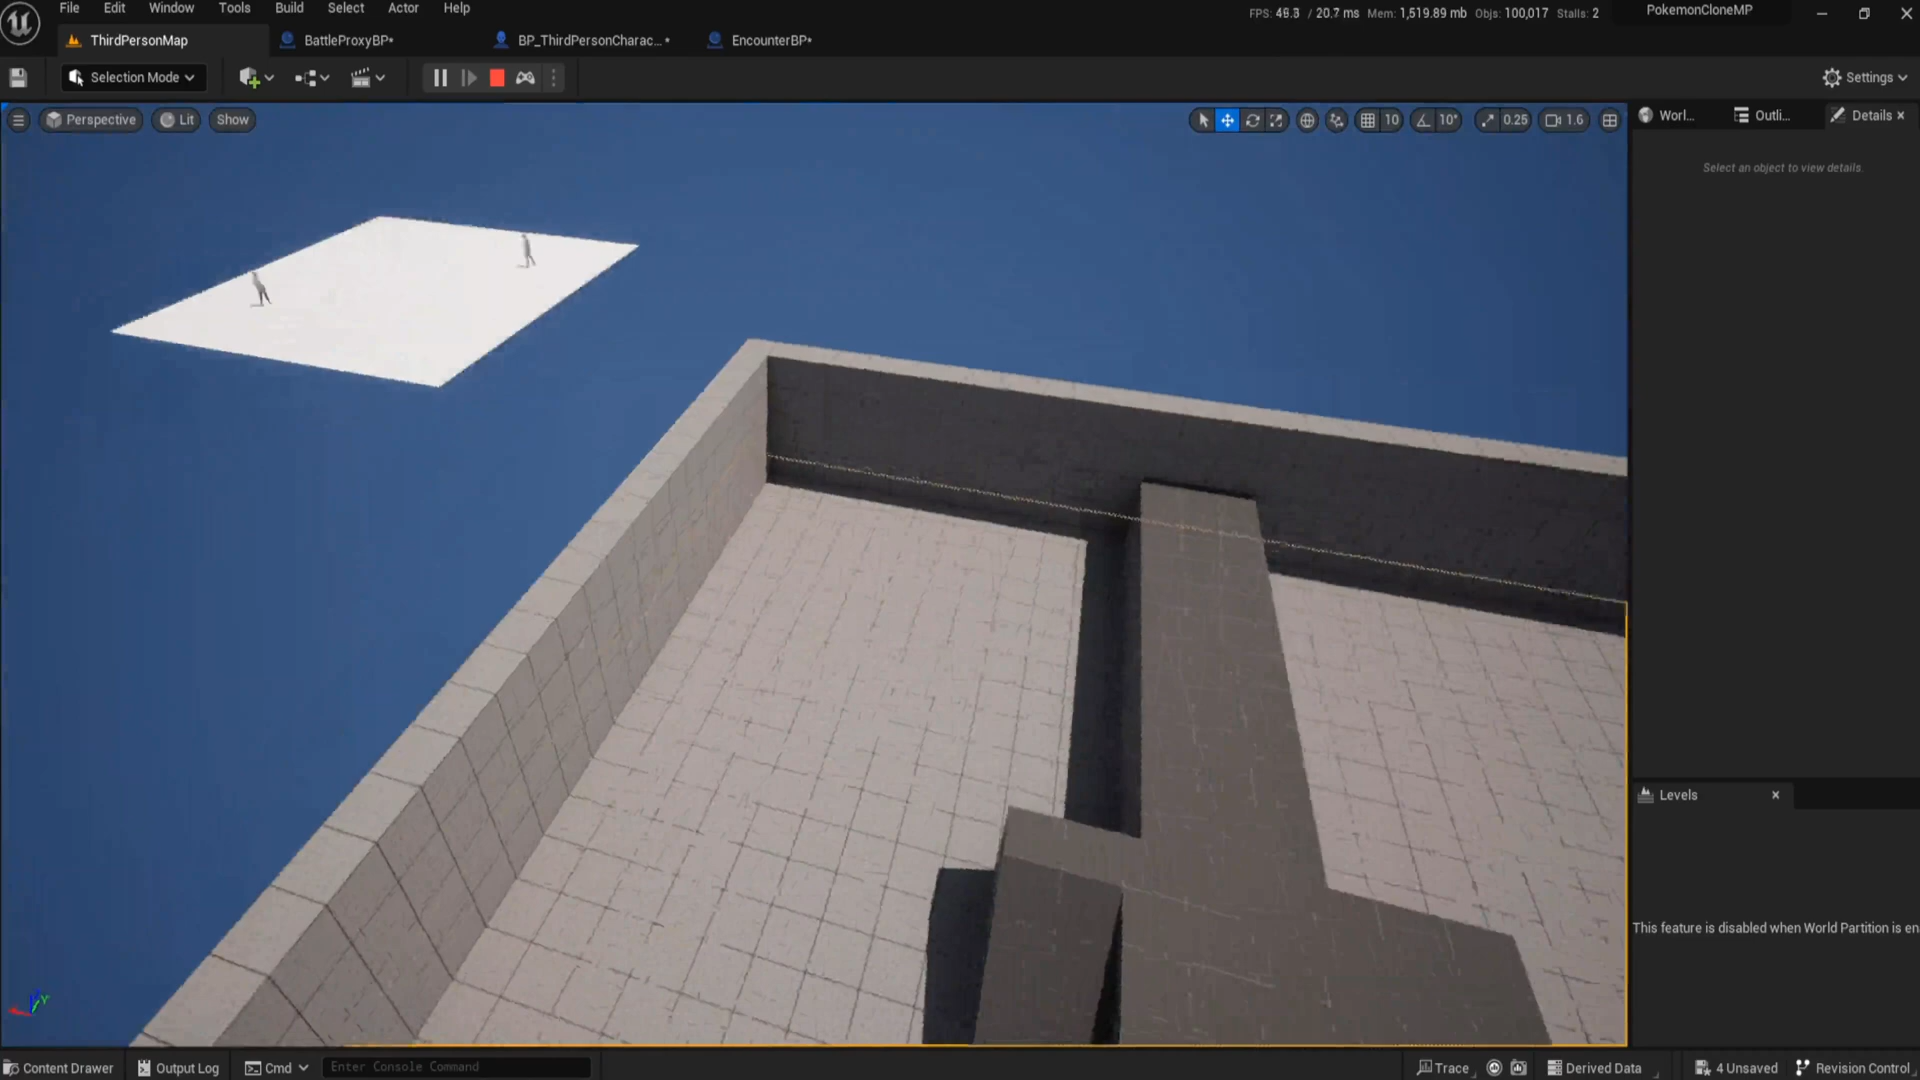 File Edit Window Tools Build Select Actor Help
FPS: 46.3 / 20.7 ms Mem: 1,519.89 mb Objs: 100,017 Stalls: 2
PokemonCloneMP
ThirdPersonMap
BattleProxyBP*
BP_ThirdPersonCharac... *
EncounterBP*
Selection Mode
Settings
Perspective
Lit
Show
10
10°
0.25
1.6
Worl...
Outli...
Details
Select an object to view details.
Levels
This feature is disabled when World Partition is en
Y
Content Drawer
Output Log
Cmd
Enter Console Command
Trace
Derived Data
4 Unsaved
Revision Control